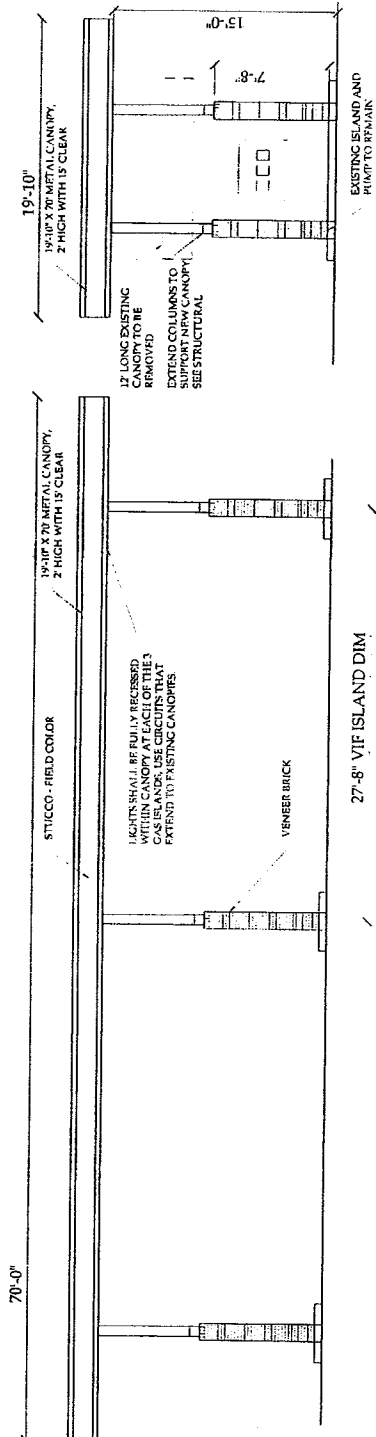 70'-0"
STUCCO - FIELD COLOR
19'-10" X 70' METAL CANOPY,
2' HIGH WITH 15' CLEAR
LIGHTS SHALL BE FULLY RECESSED
WITHIN CANOPY AT EACH OF THE 3
GAS ISLANDS, USE CIRCUITS THAT
EXTEND TO EXISTING CANOPIES.
VENEER BRICK
27'-8" VIF ISLAND DIM
19'-10"
19'-10" X 70' METAL CANOPY,
2' HIGH WITH 15' CLEAR
12' LONG EXISTING
CANOPY TO BE
REMOVED
EXTEND COLUMNS TO
SUPPORT NEW CANOPY
SEE STRUCTURAL
15'-0"
7'-8"
EXISTING ISLAND AND
PUMP TO REMAIN